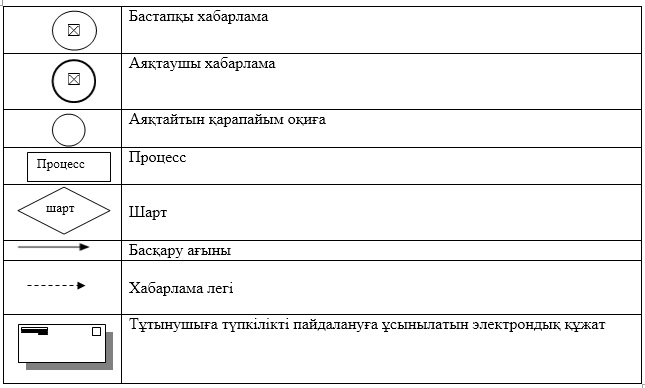 Бастапқы хабарлама
Аяқтаушы хабарлама
Аяқтайтын қарапайым оқиға
Процесс
Процесс
шарт
Шарт
Басқару ағыны
Хабарлама легі
Тұтынушыға түпкілікті пайдалануға ұсынылатын электрондық құжат